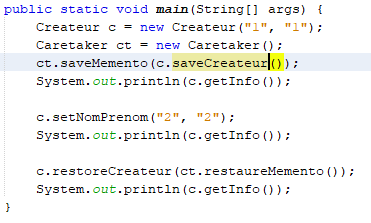 public static void main(String[] args) {
Createur c = new Createur("1", "1");
Caretaker ct = new Caretaker();
ct.saveMemento(c.saveCreateur());
System.out.println(c.getInfo());
c.setNomPrenom("2", "2");
System.out.println(c.getInfo());
c.restoreCreateur(ct.restaureMemento());
System.out.println(c.getInfo());
}